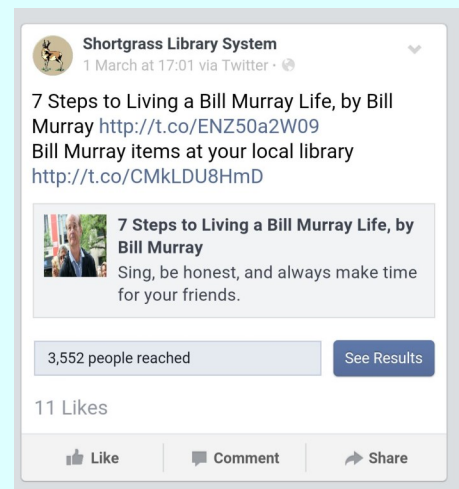 Shortgrass Library System
1 March at 17:01 via Twitter ·
7 Steps to Living a Bill Murray Life, by Bill
Murray http://t.co/ENZ50a2W09
Bill Murray items at your local library
http://t.co/CMkLDU8HmD
7 Steps to Living a Bill Murray Life, by
Bill Murray
Sing, be honest, and always make time
for your friends.
3,552 people reached
See Results
11 Likes
Like
Comment
Share